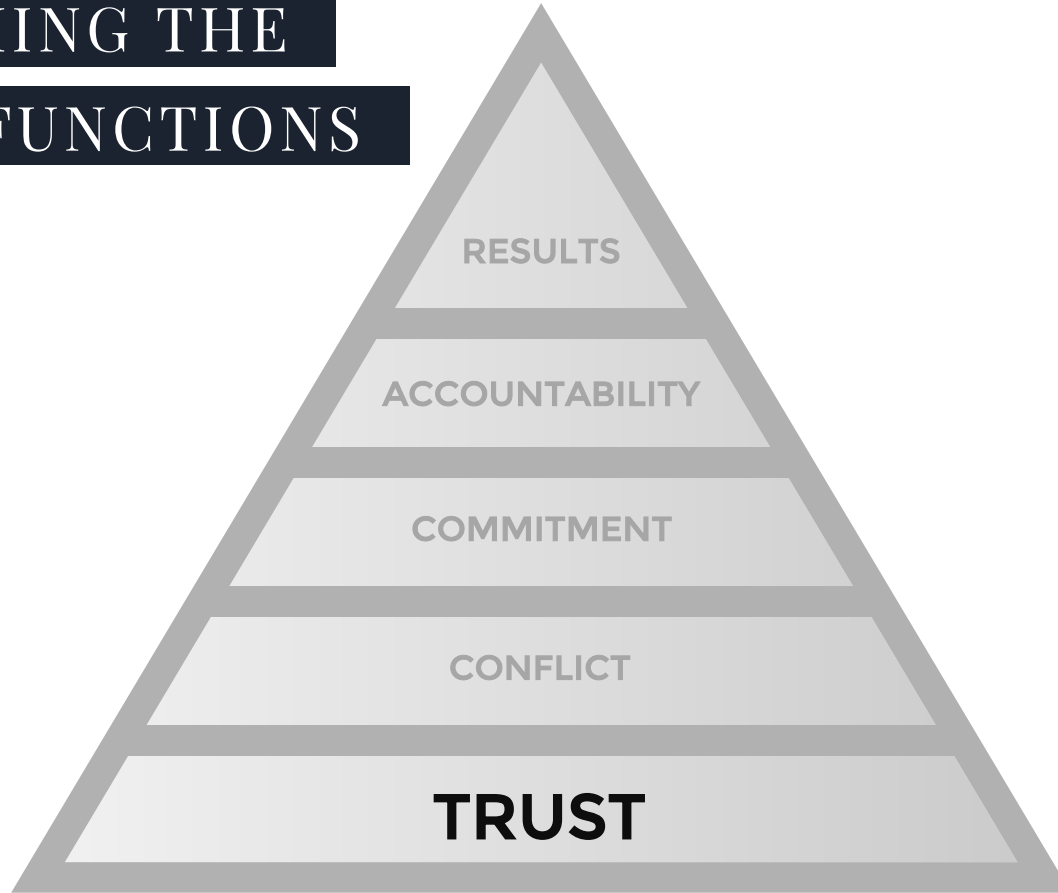 ING THE
FUNCTIONS
RESULTS
ACCOUNTABILITY
COMMITMENT
CONFLICT
TRUST